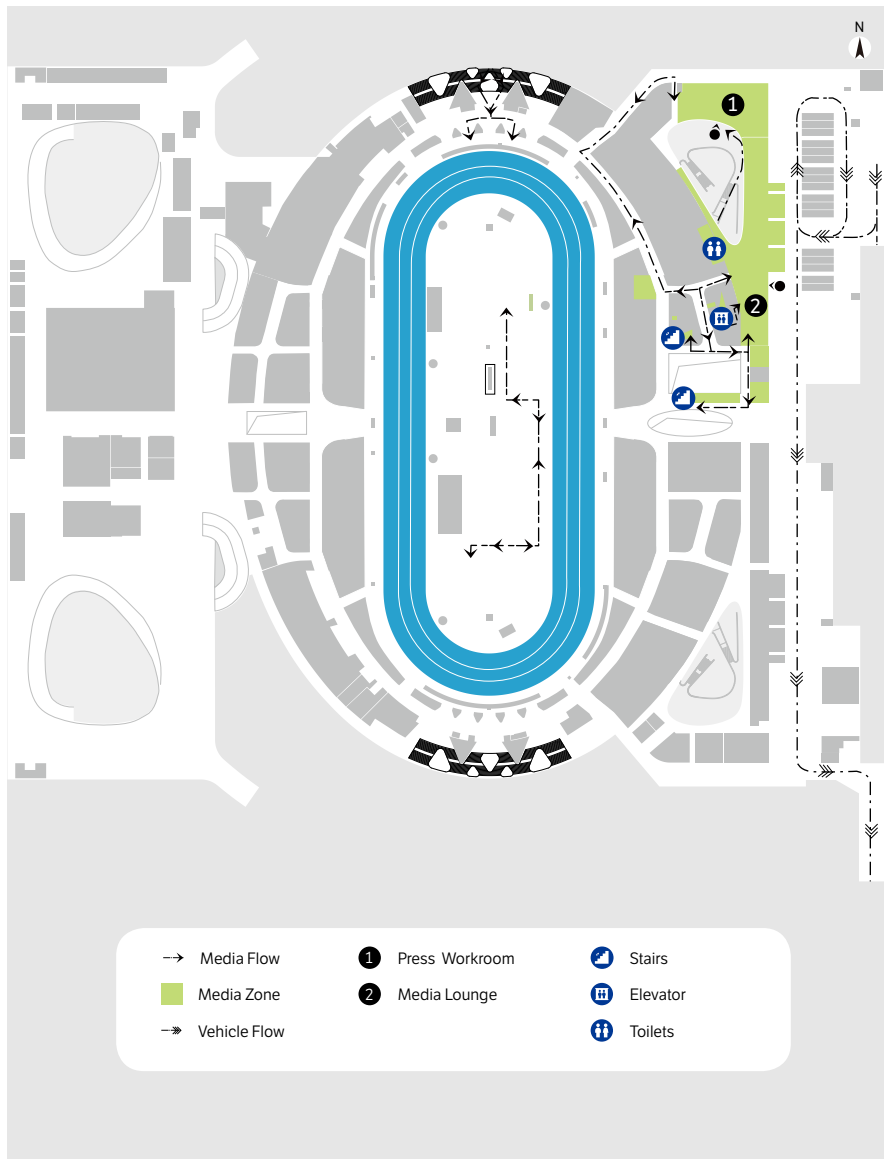 N
1
2
Media Flow
1 Press Workroom
Stairs
Media Zone
2 Media Lounge
Elevator
Vehicle Flow
Toilets